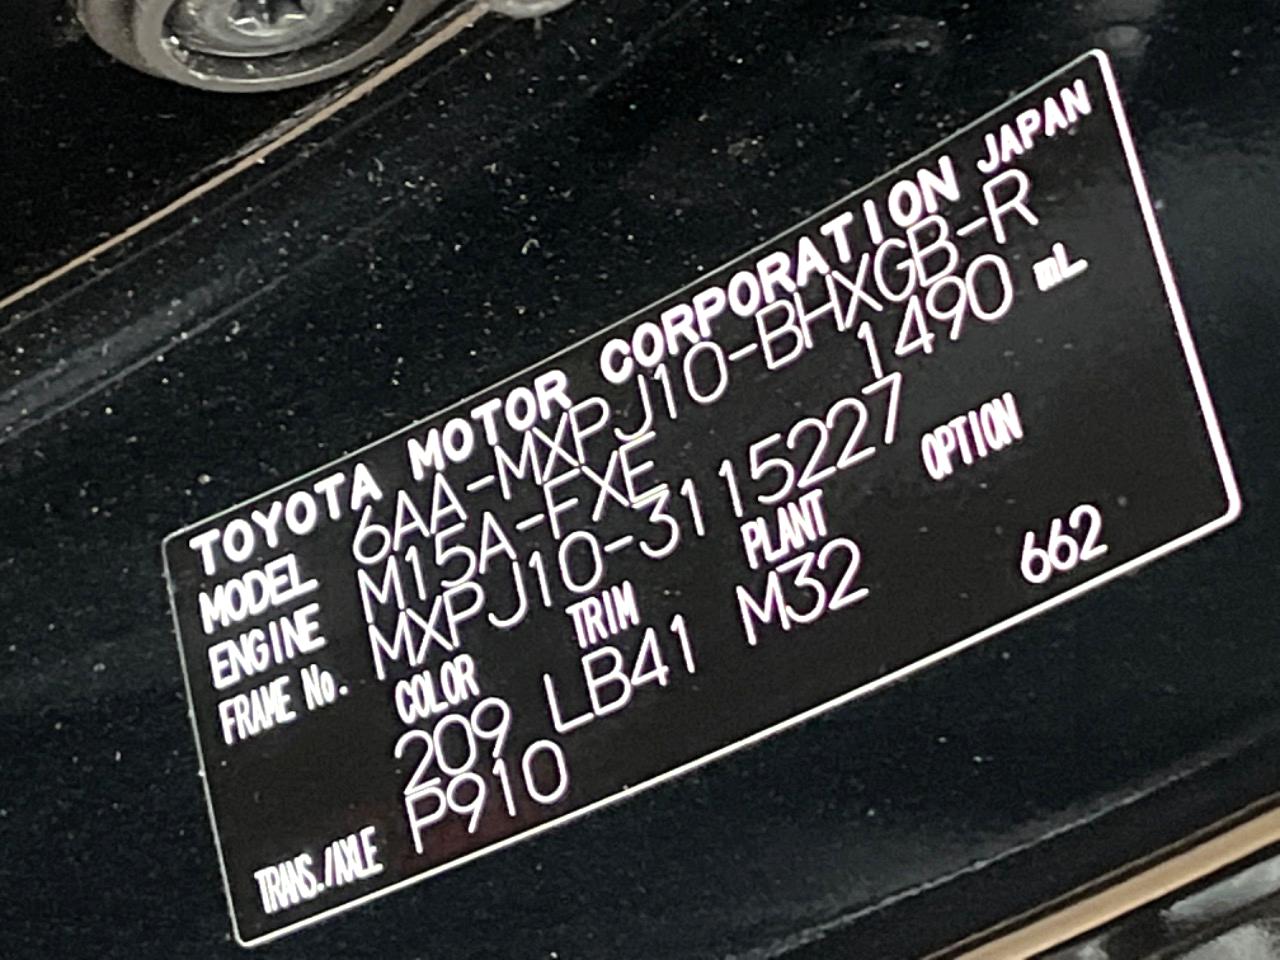 TOYOTA MOTOR CORPORATION JAPAN
MODEL 6AA-MXPJ10-BHXGB-R
ENGINE M15A-FXE 1490 mL
FRAME No. MXPJ10-3115227
COLOR TRIM PLANT OPTION
209 LB41 M32 662
TRANS./AXLE P910